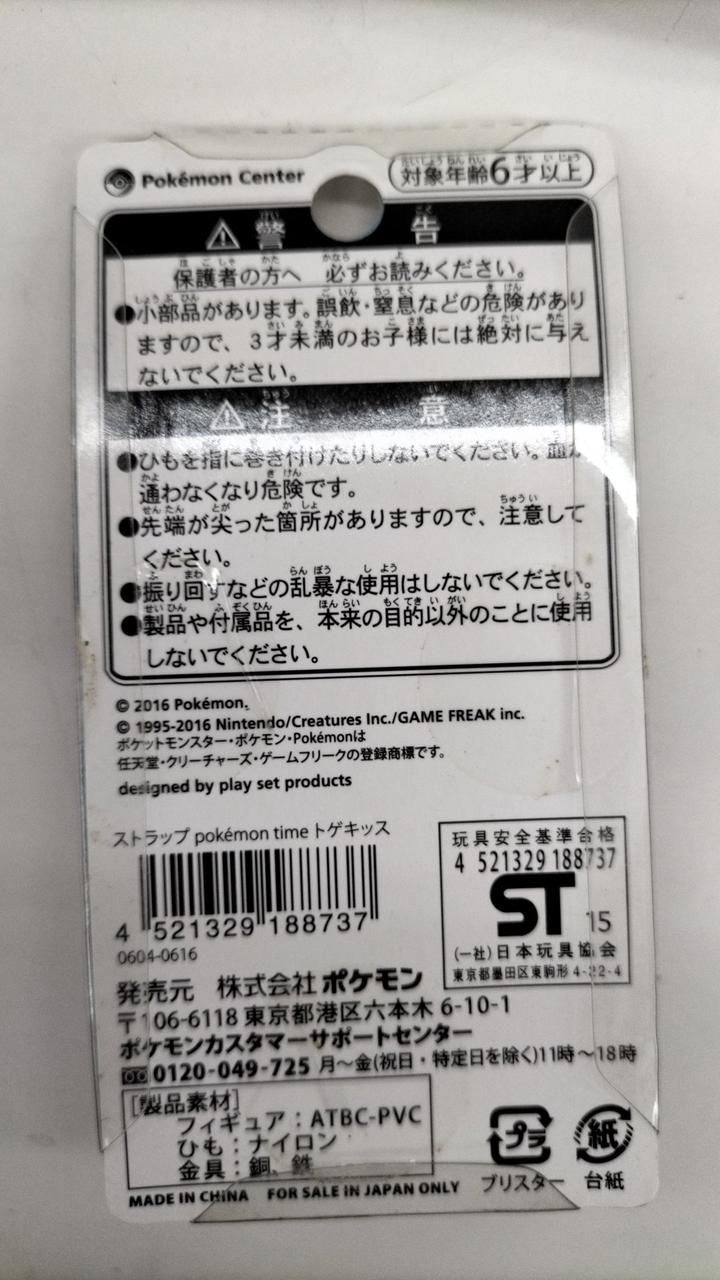 Pokémon Center
対象年齢6才以上
警告
保護者の方へ 必ずお読みください。
●小部品があります。誤飲・窒息などの危険があり
ますので、3才未満のお子様には絶対に与え
ないでください。
注意
●ひもを指に巻き付けたりしないでください。血が
通わなくなり危険です。
●先端が尖った箇所がありますので、注意して
ください。
●振り回すなどの乱暴な使用はしないでください。
●製品や付属品を、本来の目的以外のことに使用
しないでください。
© 2016 Pokémon.
© 1995-2016 Nintendo/Creatures Inc./GAME FREAK inc.
ポケットモンスター・ポケモン・Pokémonは
任天堂・クリーチャーズ・ゲームフリークの登録商標です。
designed by play set products
ストラップ pokémon time トゲキッス
4 521329 188737
0604-0616
玩具安全基準合格
4 521329 188737
ST 15
(一社)日本玩具協会
東京都墨田区東駒形 4-22-4
発売元 株式会社ポケモン
〒106-6118 東京都港区六本木 6-10-1
ポケモンカスタマーサポートセンター
0120-049-725 月～金(祝日・特定日を除く)11時～18時
[製品素材]
フィギュア：ATBC-PVC
ひも：ナイロン
金具：銅、鉄
プラ
ブリスター
紙
台紙
MADE IN CHINA FOR SALE IN JAPAN ONLY